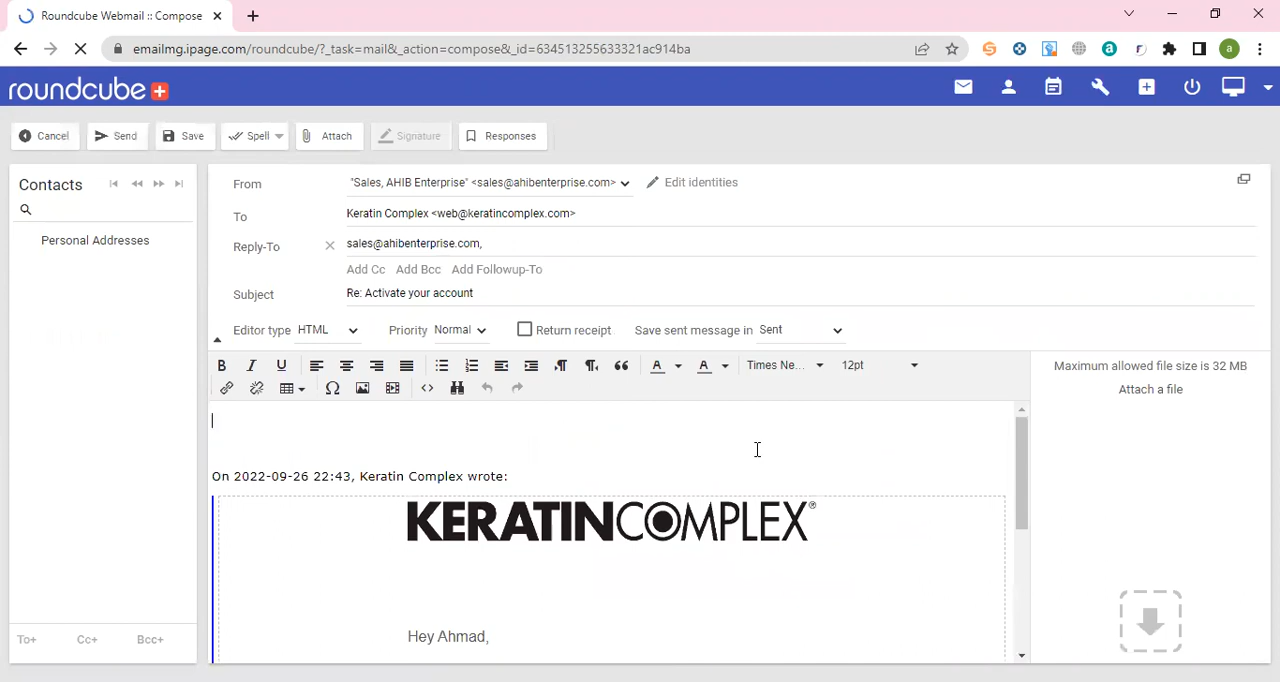 Roundcube Webmail :: Compose
emailmg.ipage.com/roundcube/?_task=mail&_action=compose&_id=634513255633321ac914ba
a
roundcube
Cancel Send Save Spell Attach Signature Responses
Contacts
Personal Addresses
From "Sales, AHIB Enterprise" <sales@ahibenterprise.com> Edit identities
To Keratin Complex <web@keratincomplex.com>
Reply-To sales@ahibenterprise.com,
Add Cc Add Bcc Add Followup-To
Subject Re: Activate your account
Editor type HTML Priority Normal Return receipt Save sent message in Sent
B I U A A Times Ne... 12pt
Maximum allowed file size is 32 MB
Attach a file
On 2022-09-26 22:43, Keratin Complex wrote:
KERATINCOMPLEX®
Hey Ahmad,
To+ Cc+ Bcc+